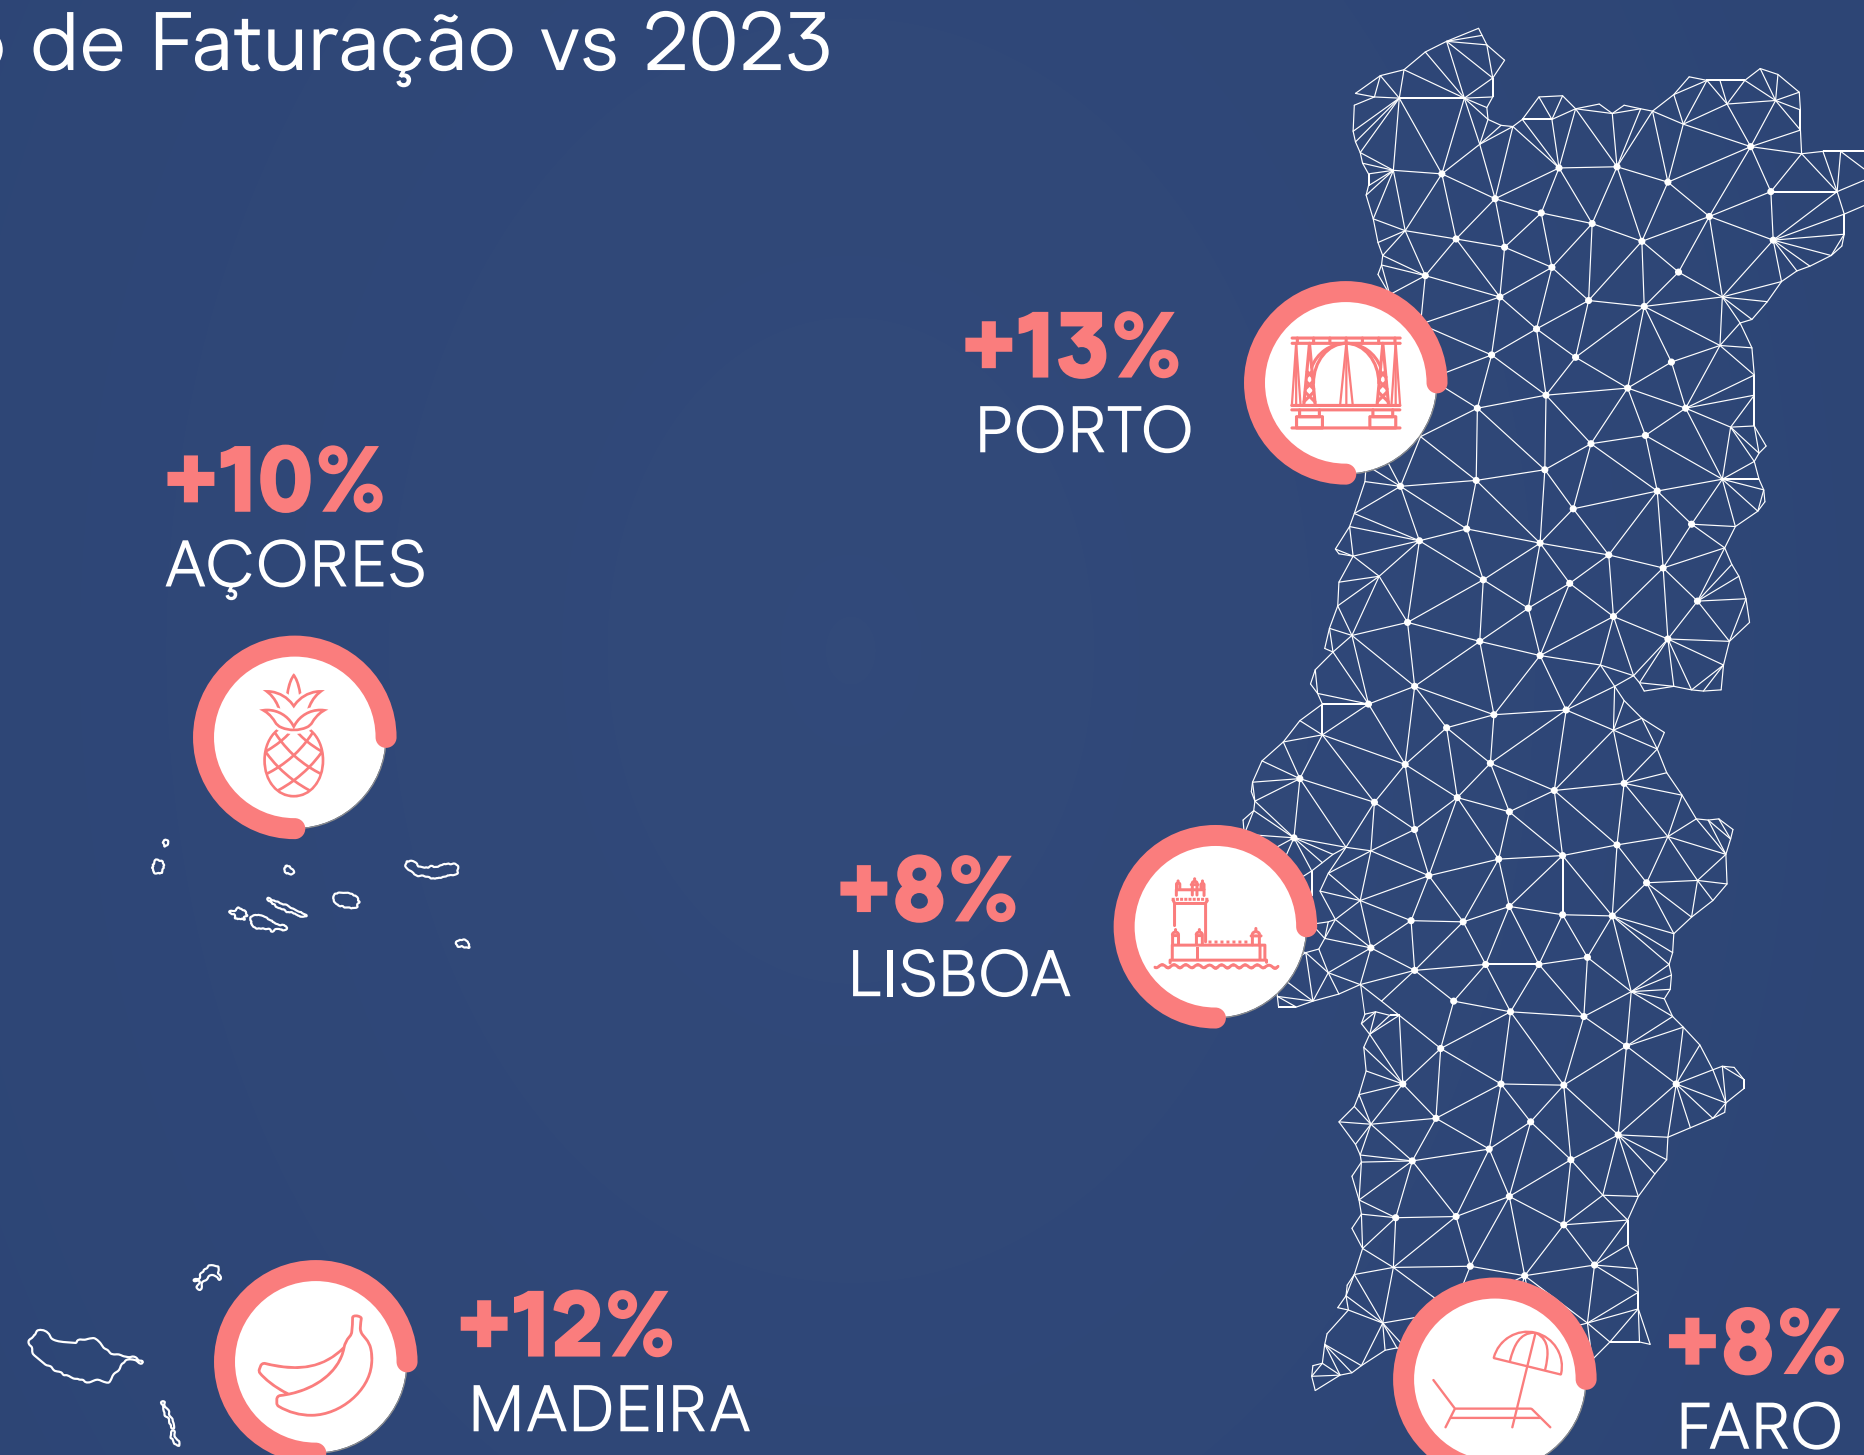 de Faturação vs 2023
+13%
PORTO
+10%
AÇORES
+8%
LISBOA
+12%
MADEIRA
+8%
FARO